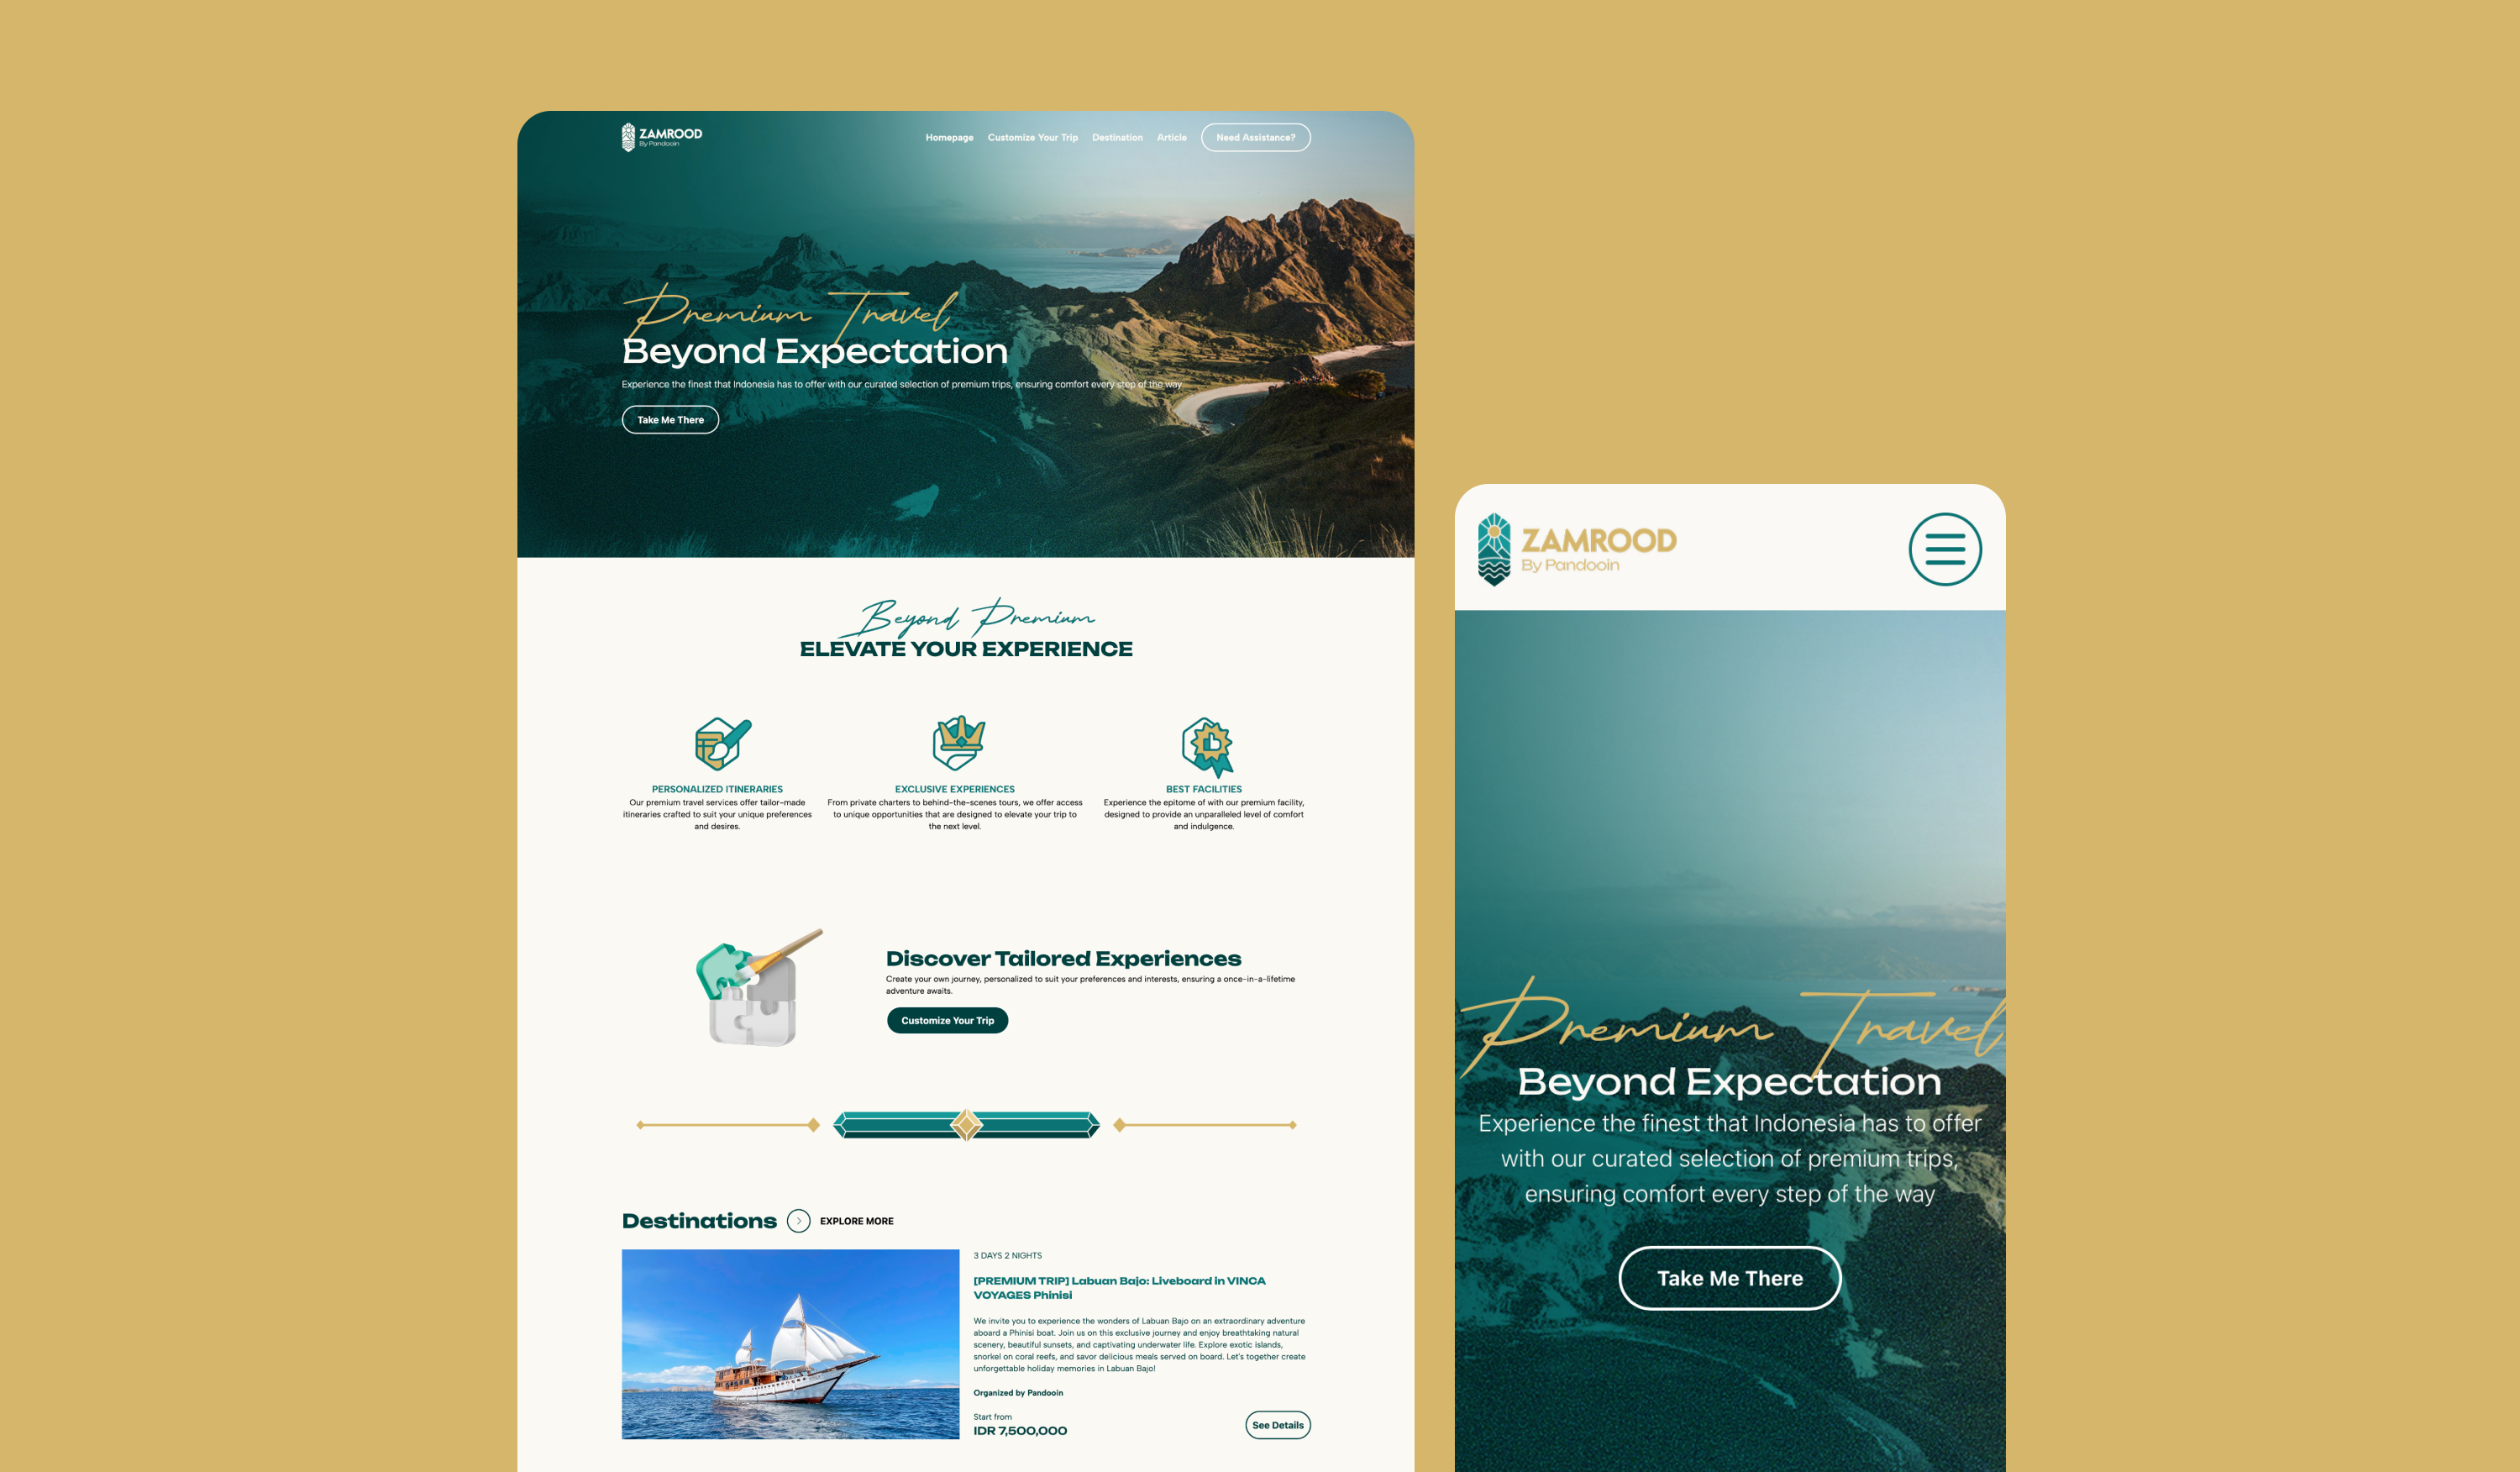 ZAMROOD
By Pandooin
Homepage Customize Your Trip Destination Article Need Assistance?
Premium Travel
Beyond Expectation
Experience the finest that Indonesia has to offer with our curated selection of premium trips, ensuring comfort every step of the way
Take Me There
Beyond Premium
ELEVATE YOUR EXPERIENCE
PERSONALIZED ITINERARIES
Our premium travel services offer tailor-made
itineraries crafted to suit your unique preferences
and desires.
EXCLUSIVE EXPERIENCES
From private charters to behind-the-scenes tours, we offer access
to unique opportunities that are designed to elevate your trip to
the next level.
BEST FACILITIES
Experience the epitome of with our premium facility,
designed to provide an unparalleled level of comfort
and indulgence.
Discover Tailored Experiences
Create your own journey, personalized to suit your preferences and interests, ensuring a once-in-a-lifetime
adventure awaits.
Customize Your Trip
Destinations EXPLORE MORE
3 DAYS 2 NIGHTS
[PREMIUM TRIP] Labuan Bajo: Liveboard in VINCA
VOYAGES Phinisi
We invite you to experience the wonders of Labuan Bajo on an extraordinary adventure
aboard a Phinisi boat. Join us on this exclusive journey and enjoy breathtaking natural
scenery, beautiful sunsets, and captivating underwater life. Explore exotic islands,
snorkel on coral reefs, and savor delicious meals served on board. Let's together create
unforgettable holiday memories in Labuan Bajo!
Organized by Pandooin
Start from
IDR 7,500,000
See Details
ZAMROOD
By Pandooin
Premium Travel
Beyond Expectation
Experience the finest that Indonesia has to offer
with our curated selection of premium trips,
ensuring comfort every step of the way
Take Me There